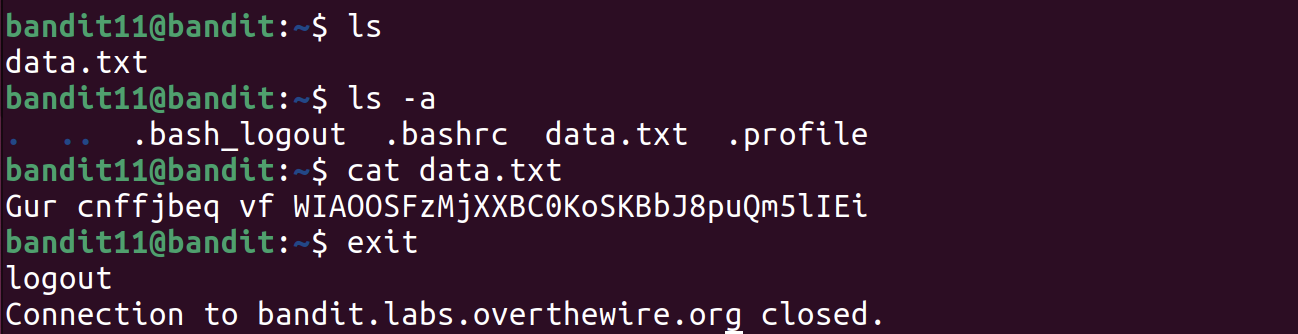 bandit11@bandit:~$ ls
data.txt
bandit11@bandit:~$ ls -a
.  ..  .bash_logout  .bashrc  data.txt  .profile
bandit11@bandit:~$ cat data.txt
Gur cnffjbeq vf WIAOOSFzMjXXBC0KoSKBbJ8puQm5lIEi
bandit11@bandit:~$ exit
logout
Connection to bandit.labs.overthewire.org closed.